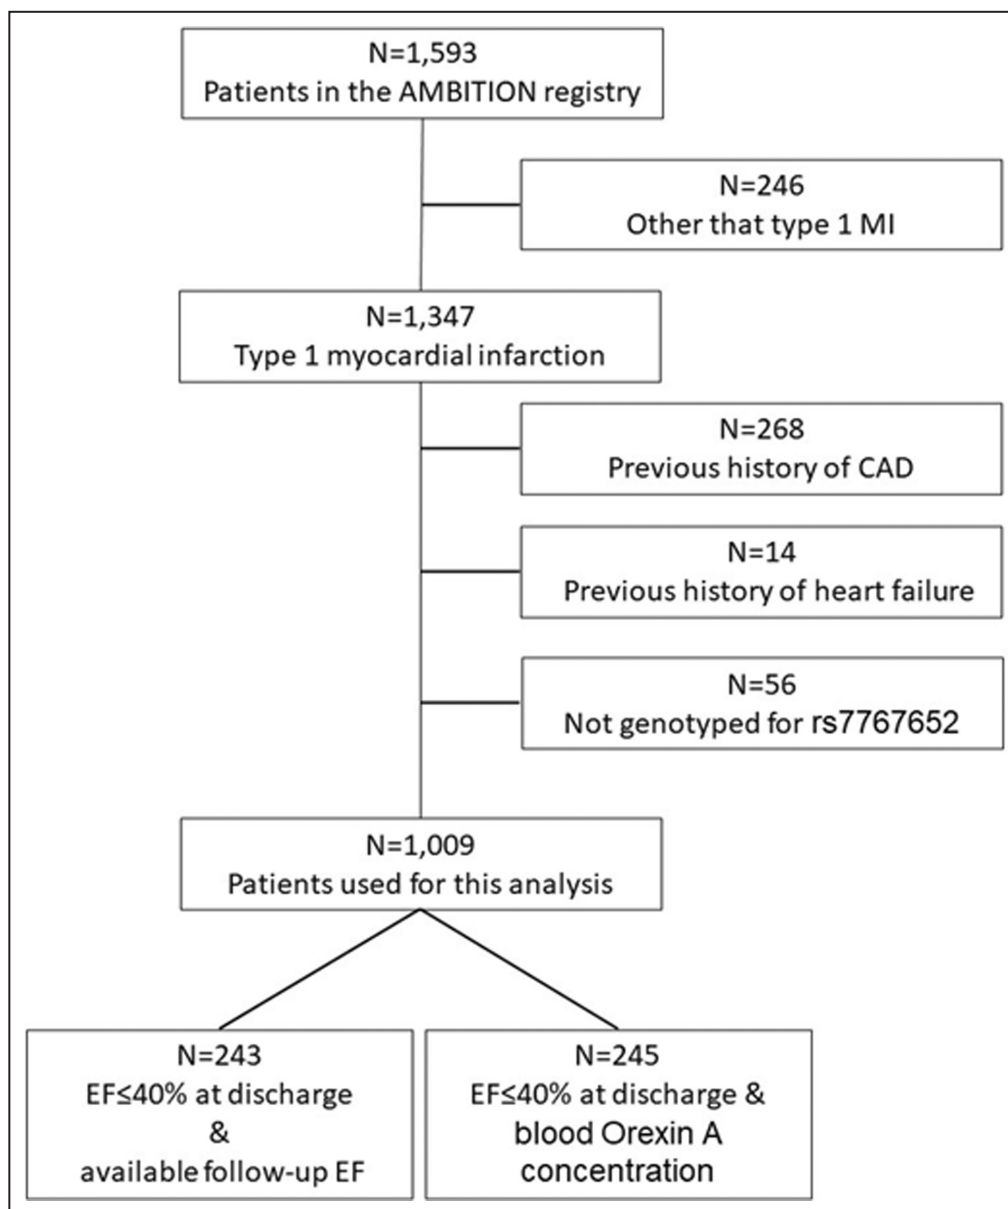 N=1,593
Patients in the AMBITION registry
N=246
Other that type 1 MI
N=1,347
Type 1 myocardial infarction
N=268
Previous history of CAD
N=14
Previous history of heart failure
N=56
Not genotyped for rs7767652
N=1,009
Patients used for this analysis
N=243
EF≤40% at discharge
&
available follow-up EF
N=245
EF≤40% at discharge &
blood Orexin A
concentration